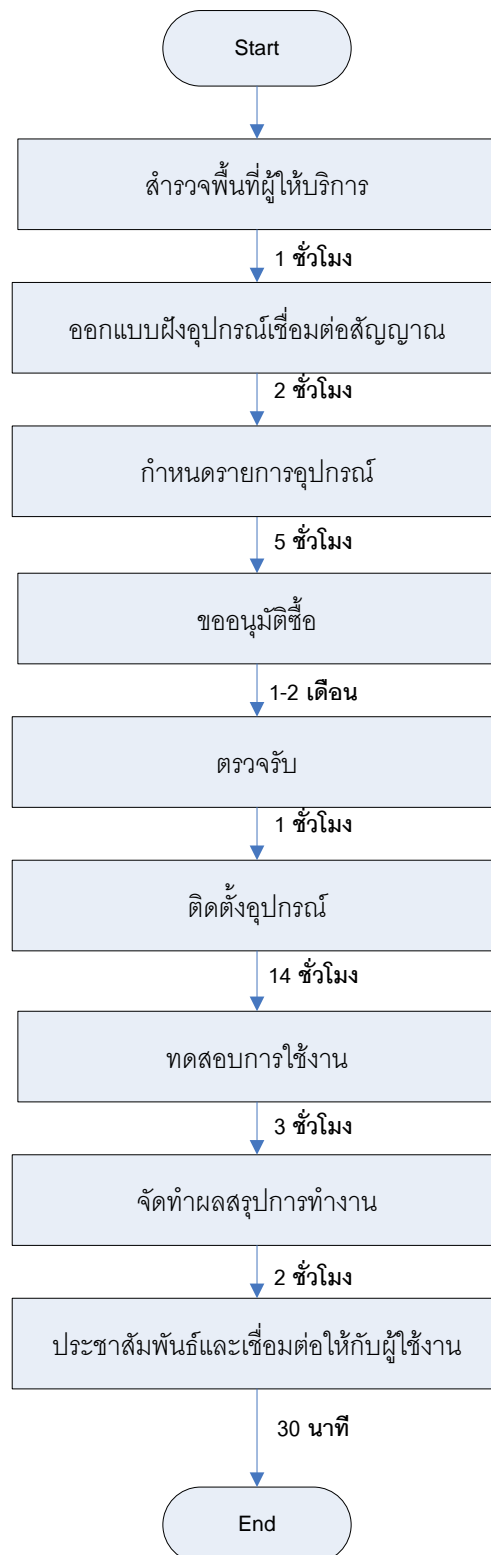 Start
สำรวจพื้นที่ผู้ให้บริการ
1 ชั่วโมง
ออกแบบผังอุปกรณ์เชื่อมต่อสัญญาณ
2 ชั่วโมง
กำหนดรายการอุปกรณ์
5 ชั่วโมง
ขออนุมัติซื้อ
1-2 เดือน
ตรวจรับ
1 ชั่วโมง
ติดตั้งอุปกรณ์
14 ชั่วโมง
ทดสอบการใช้งาน
3 ชั่วโมง
จัดทำผลสรุปการทำงาน
2 ชั่วโมง
ประชาสัมพันธ์และเชื่อมต่อให้กับผู้ใช้งาน
30 นาที
End